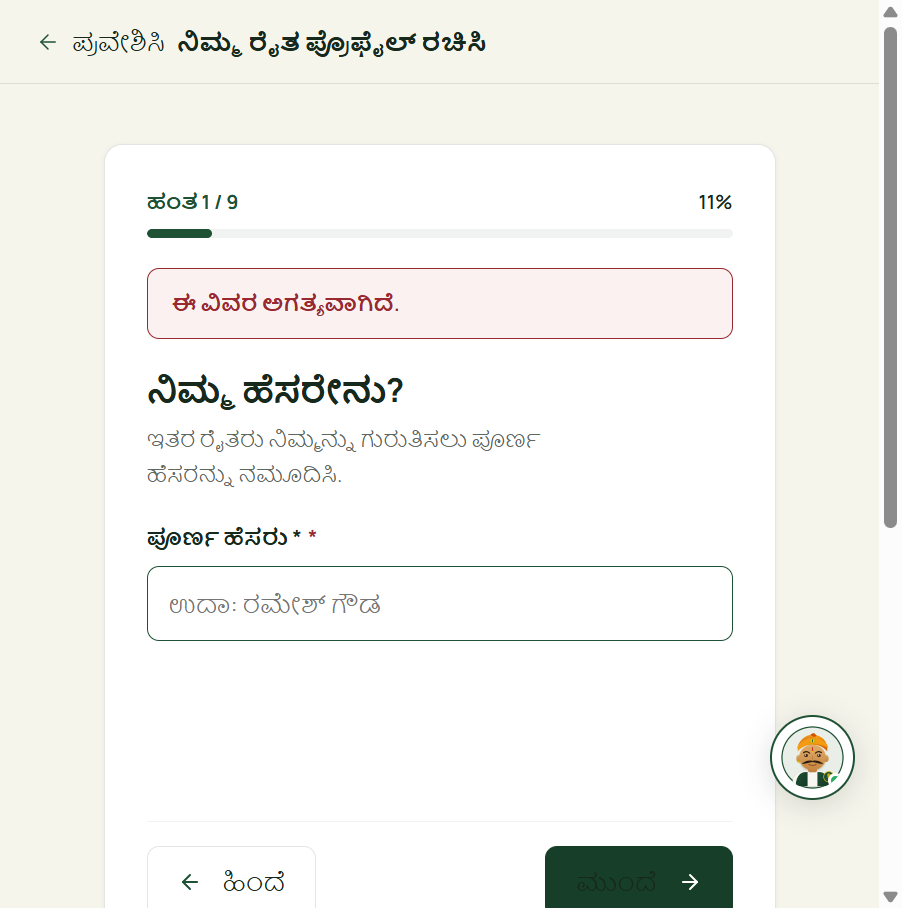 ← ಪ್ರವೇಶಿಸಿ ನಿಮ್ಮ ರೈತ ಪ್ರೊಫೈಲ್ ರಚಿಸಿ
ಹಂತ 1 / 9 11%
ಈ ವಿವರ ಅಗತ್ಯವಾಗಿದೆ.
ನಿಮ್ಮ ಹೆಸರೇನು?
ಇತರ ರೈತರು ನಿಮ್ಮನ್ನು ಗುರುತಿಸಲು ಪೂರ್ಣ
ಹೆಸರನ್ನು ನಮೂದಿಸಿ.
ಪೂರ್ಣ ಹೆಸರು * *
ಉದಾ: ರಮೇಶ್ ಗೌಡ
← ಹಿಂದೆ ಮುಂದೆ →